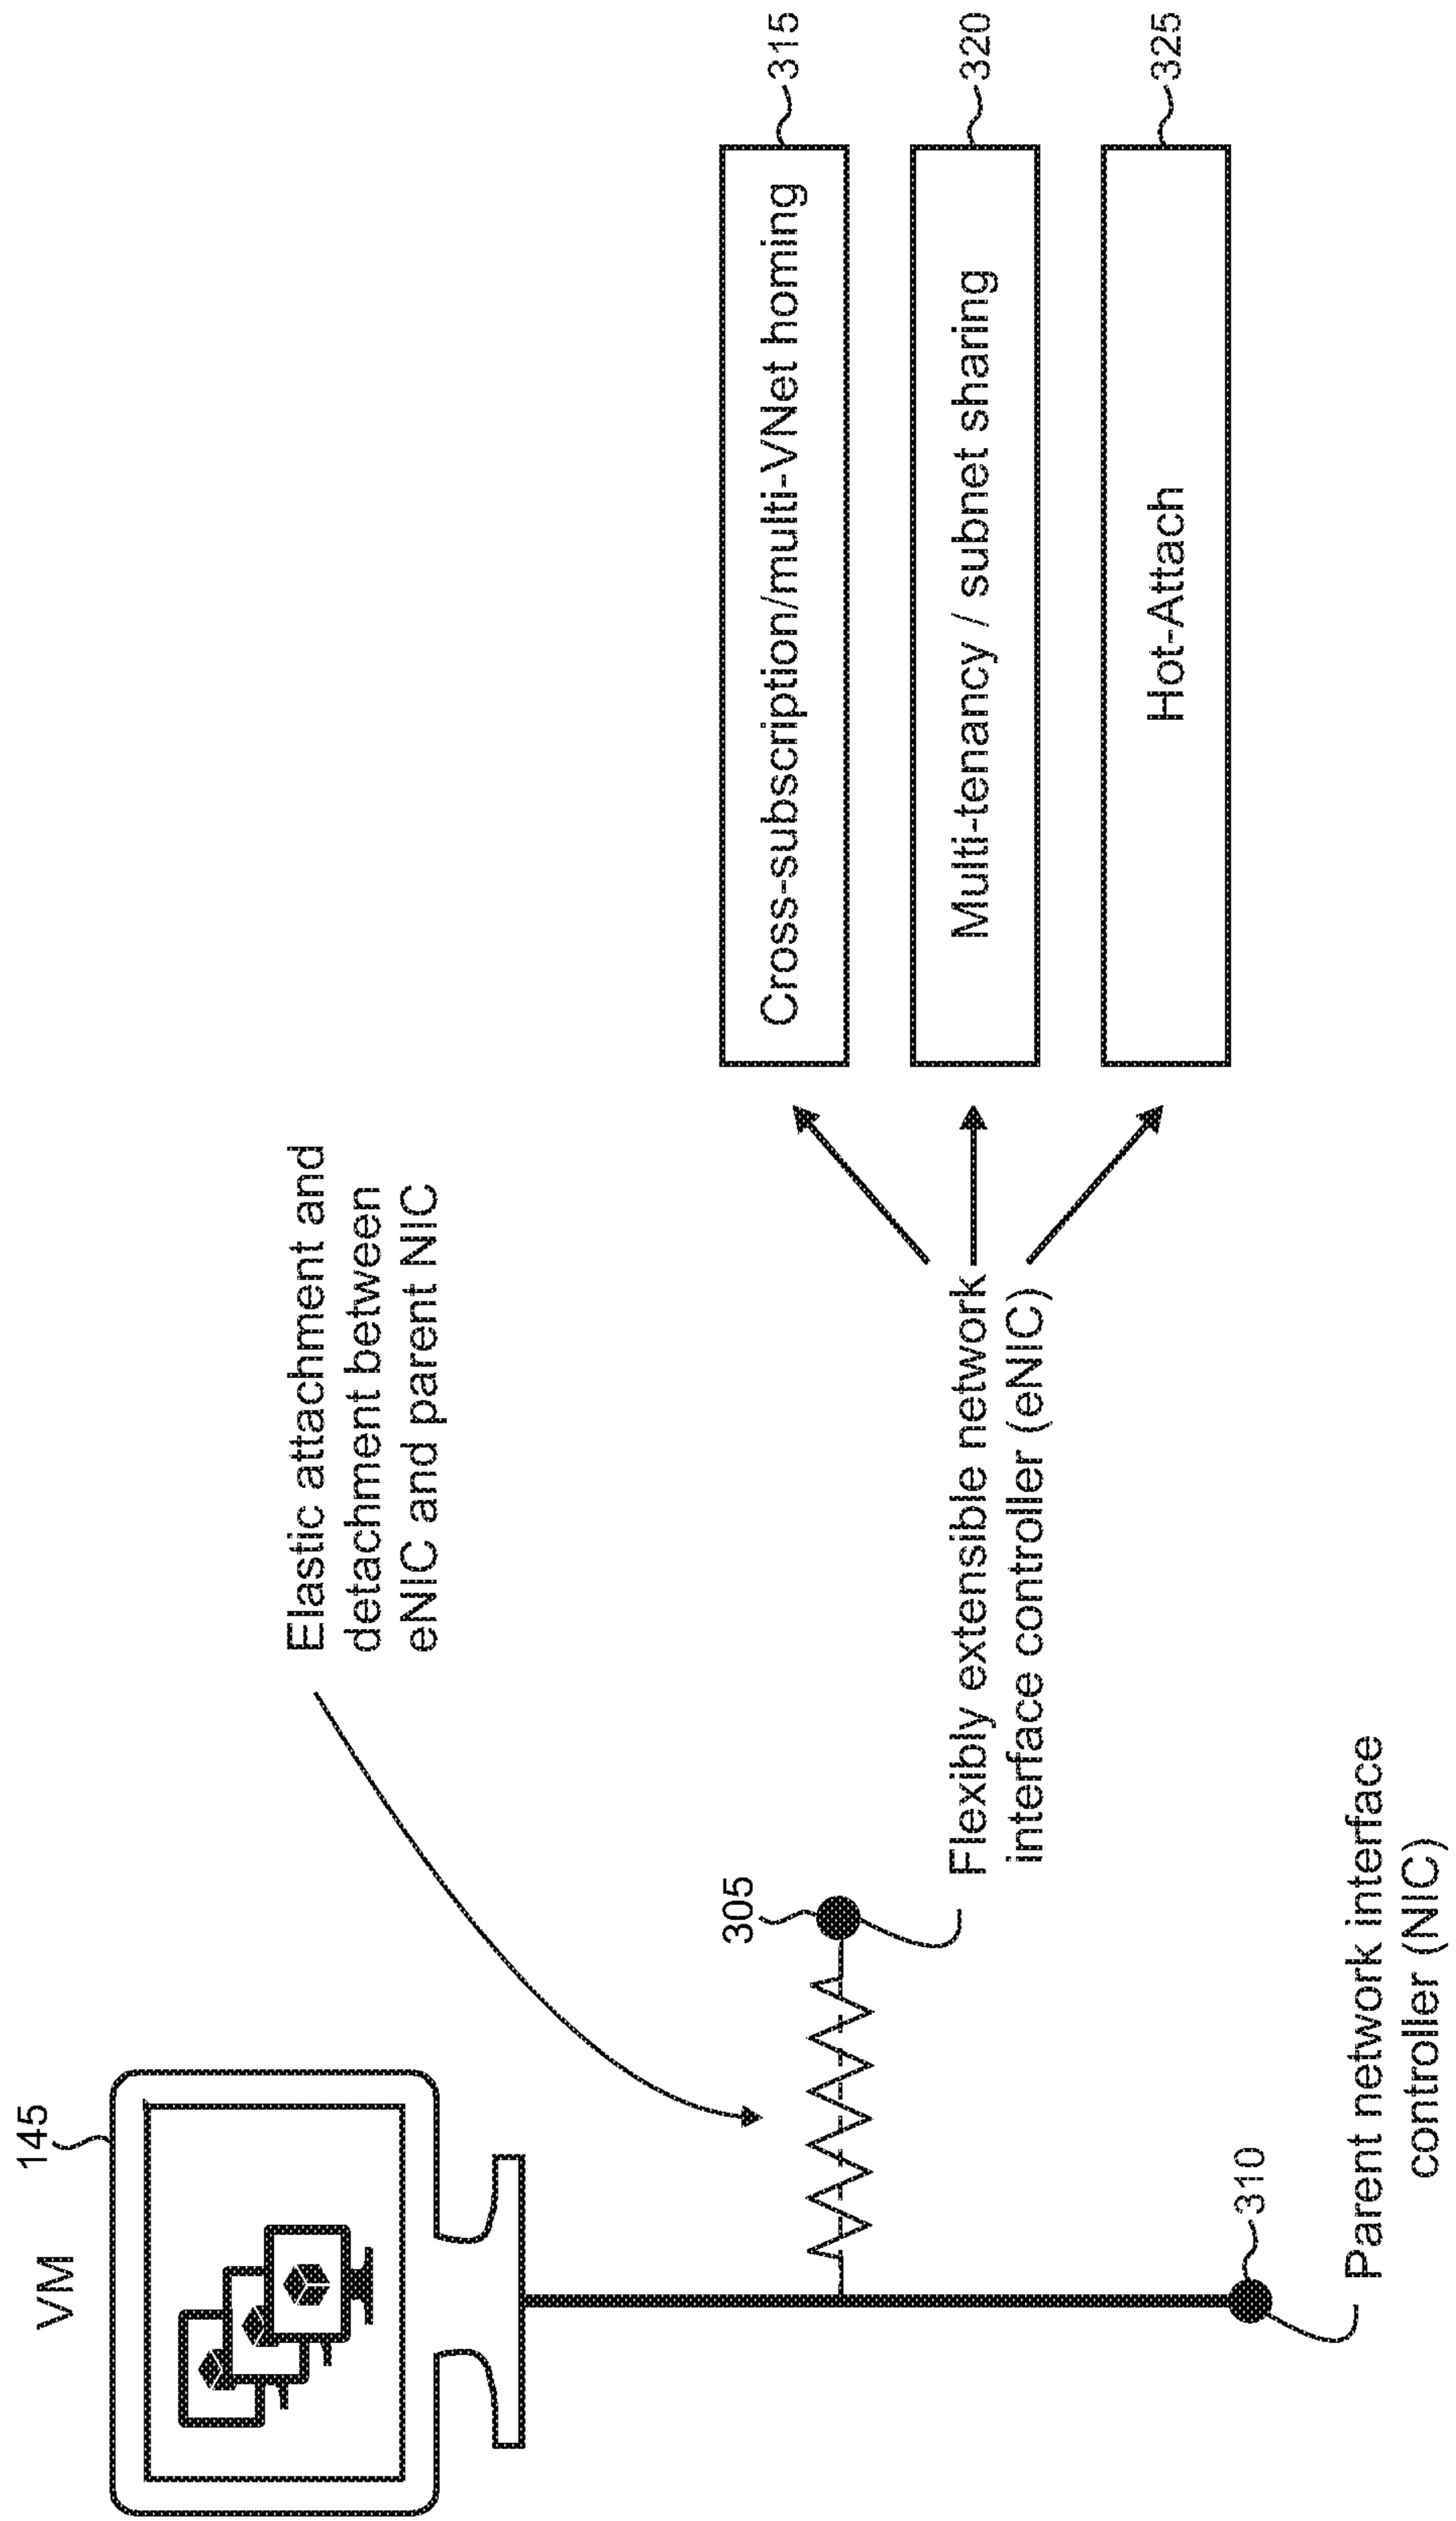 VM
145
Elastic attachment and
detachment between
eNIC and parent NIC
305
Flexibly extensible network
interface controller (eNIC)
Cross-subscription/multi-VNet homing
315
Multi-tenancy / subnet sharing
320
Hot-Attach
325
310
Parent network interface
controller (NIC)